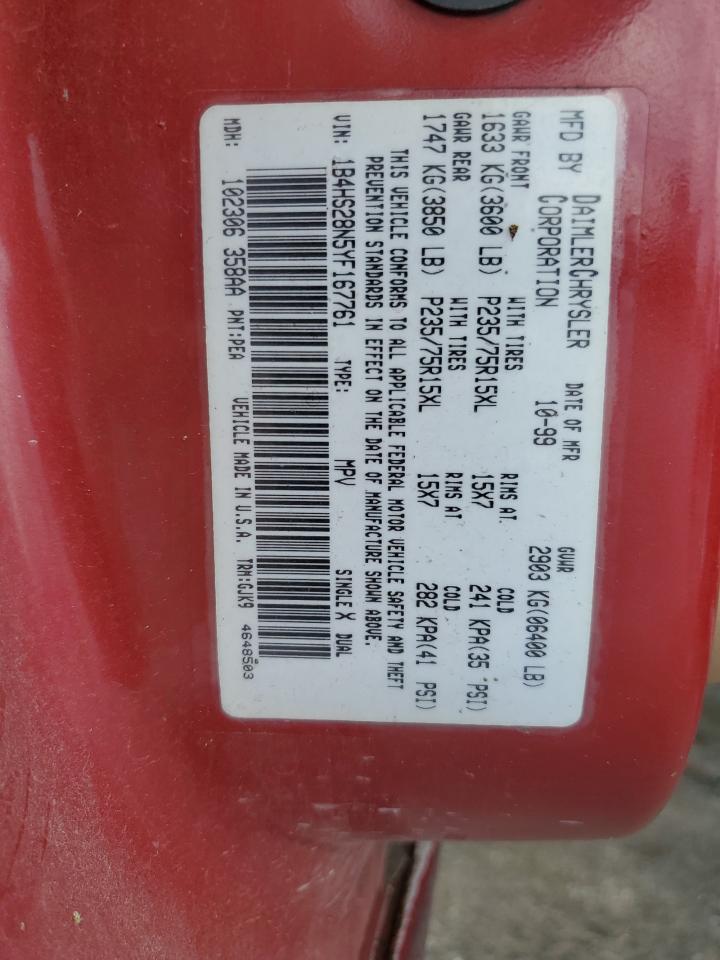 MFD BY DAIMLERCHRYSLER CORPORATION
DATE OF MFR 10-99
GVWR 2903 KG(06400 LB)
GAWR FRONT WITH TIRES RIMS AT COLD
1633 KG(3600 LB) P235/75R15XL 15X7 241 KPA(35 PSI)
GAWR REAR WITH TIRES RIMS AT COLD
1747 KG(3850 LB) P235/75R15XL 15X7 282 KPA(41 PSI)
THIS VEHICLE CONFORMS TO ALL APPLICABLE FEDERAL MOTOR VEHICLE SAFETY AND THEFT
PREVENTION STANDARDS IN EFFECT ON THE DATE OF MANUFACTURE SHOWN ABOVE.
VIN: 1B4HS28N5YF167761 TYPE: MPV SINGLE X DUAL
MDH: 102306 358AA PNT:PEA VEHICLE MADE IN U.S.A. TRM:GJK9 4648503